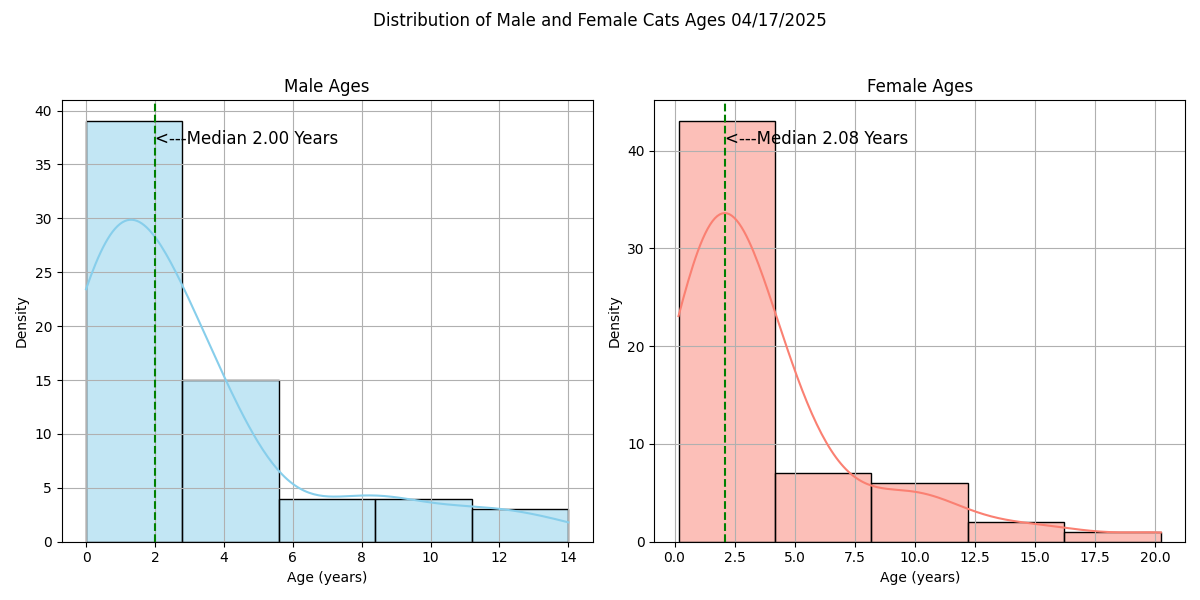 Distribution of Male and Female Cats Ages 04/17/2025
Male Ages
40
35
30
25
20
15
10
5
0
Density
<---Median 2.00 Years
0 2 4 6 8 10 12 14
Age (years)
Female Ages
40
30
20
10
0
Density
<---Median 2.08 Years
0.0 2.5 5.0 7.5 10.0 12.5 15.0 17.5 20.0
Age (years)